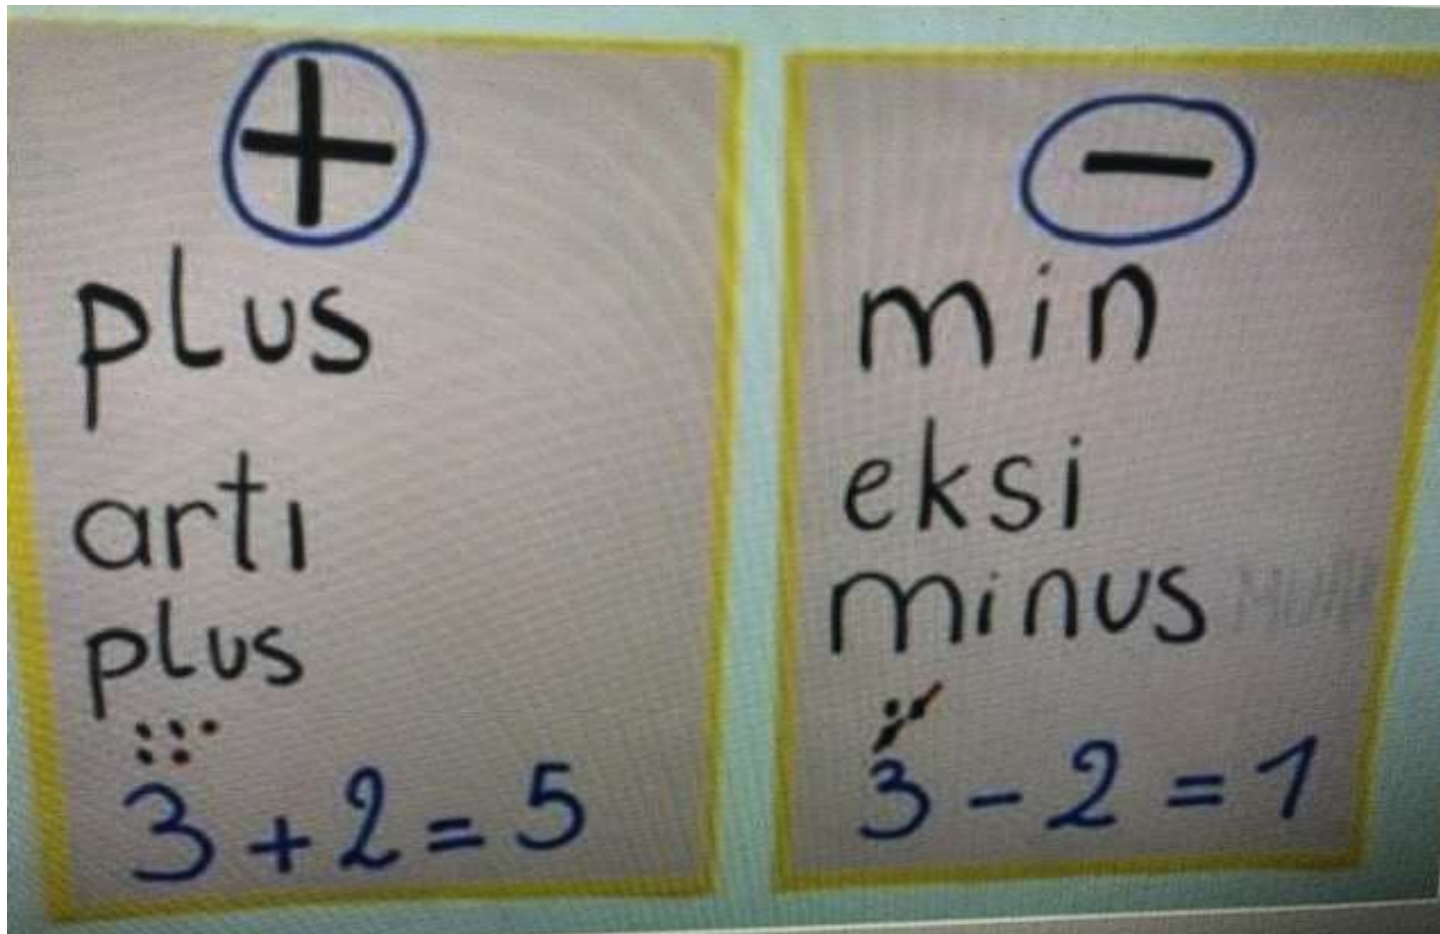 +
plus
artı
plus
3 + 2 = 5
−
min
eksi
minus
3 − 2 = 1